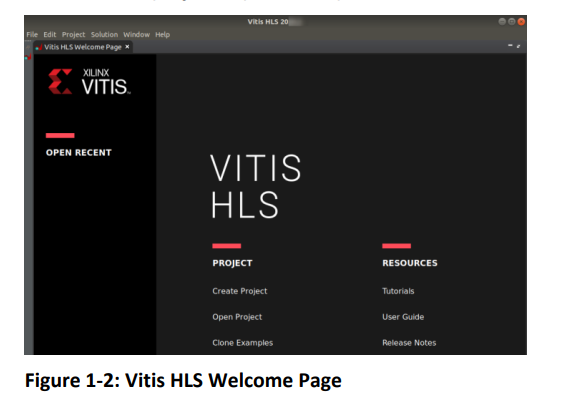 Vitis HLS 20
File Edit Project Solution Window Help
Vitis HLS Welcome Page
XILINX
VITIS
OPEN RECENT
VITIS
HLS
PROJECT
RESOURCES
Create Project
Tutorials
Open Project
User Guide
Clone Examples
Release Notes
Figure 1-2: Vitis HLS Welcome Page